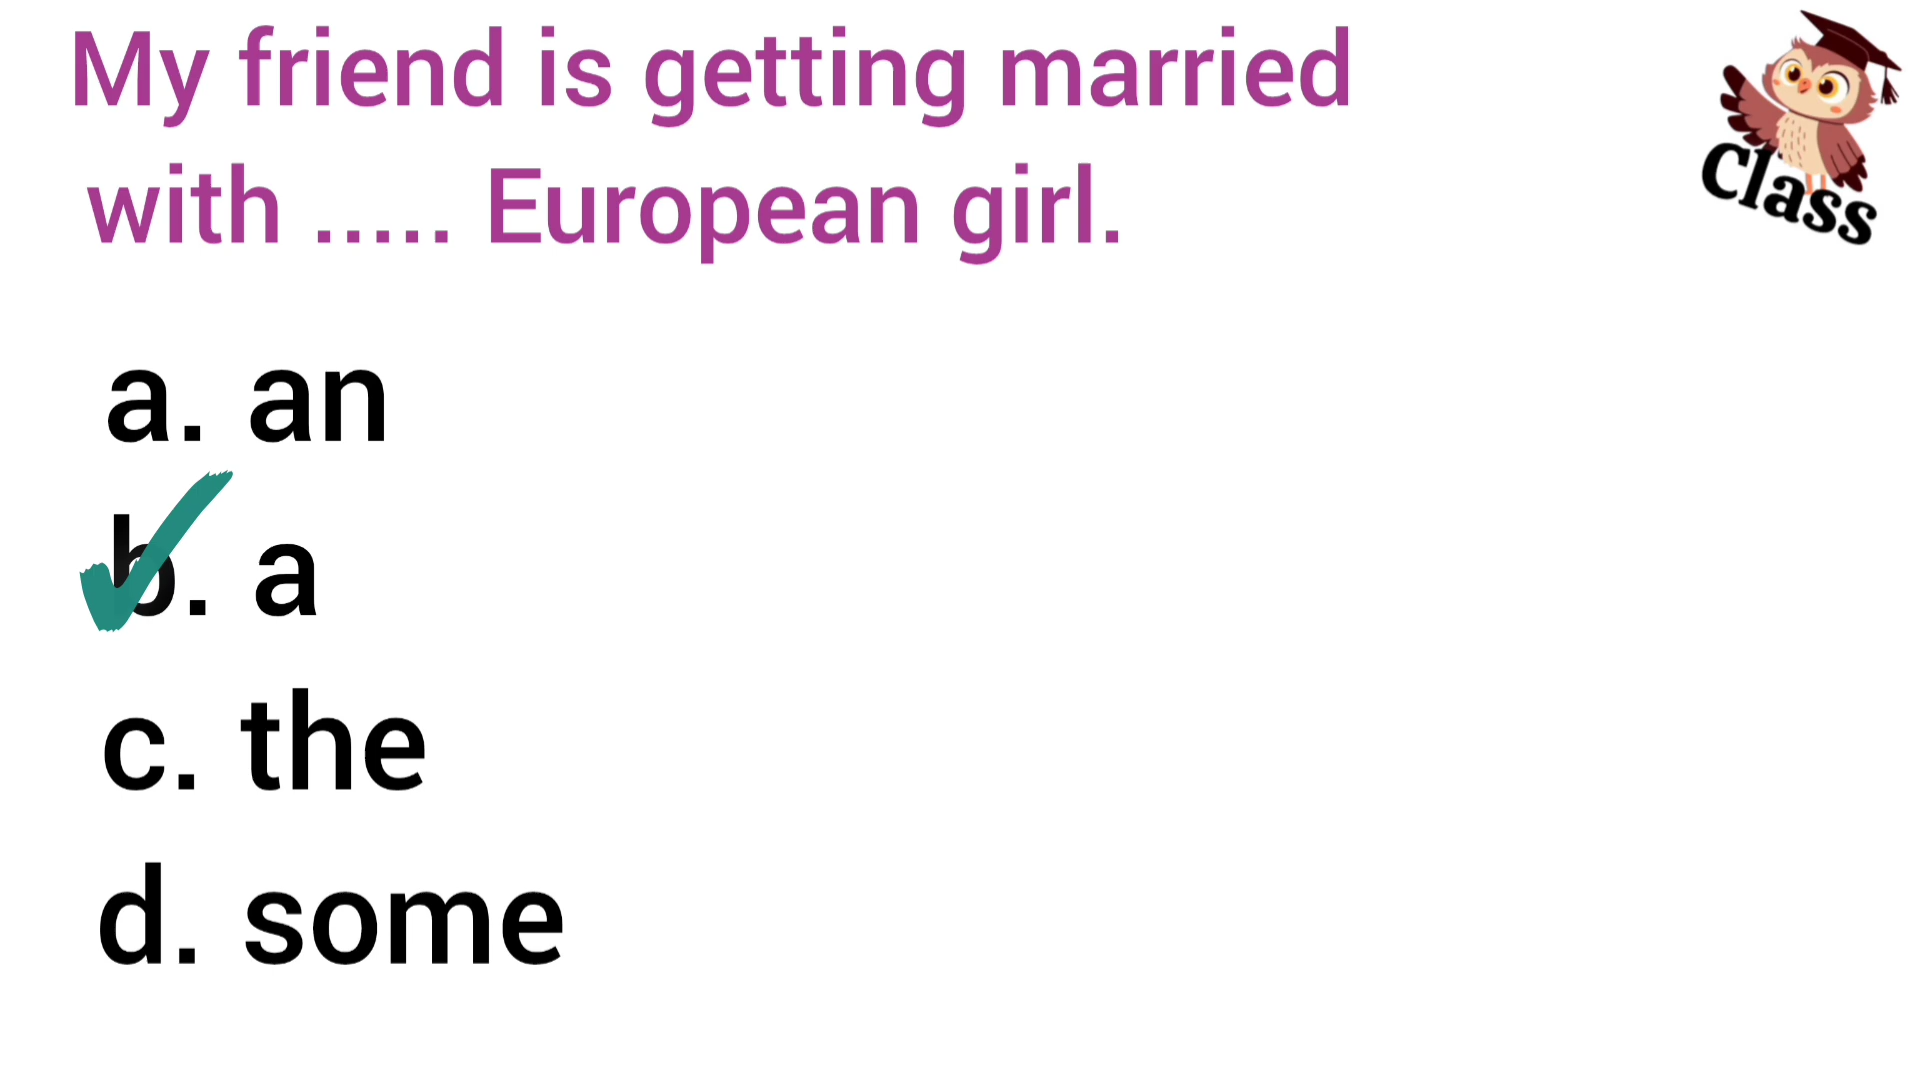 My friend is getting married
with ..... European girl.
Class
a. an
b. a
c. the
d. some